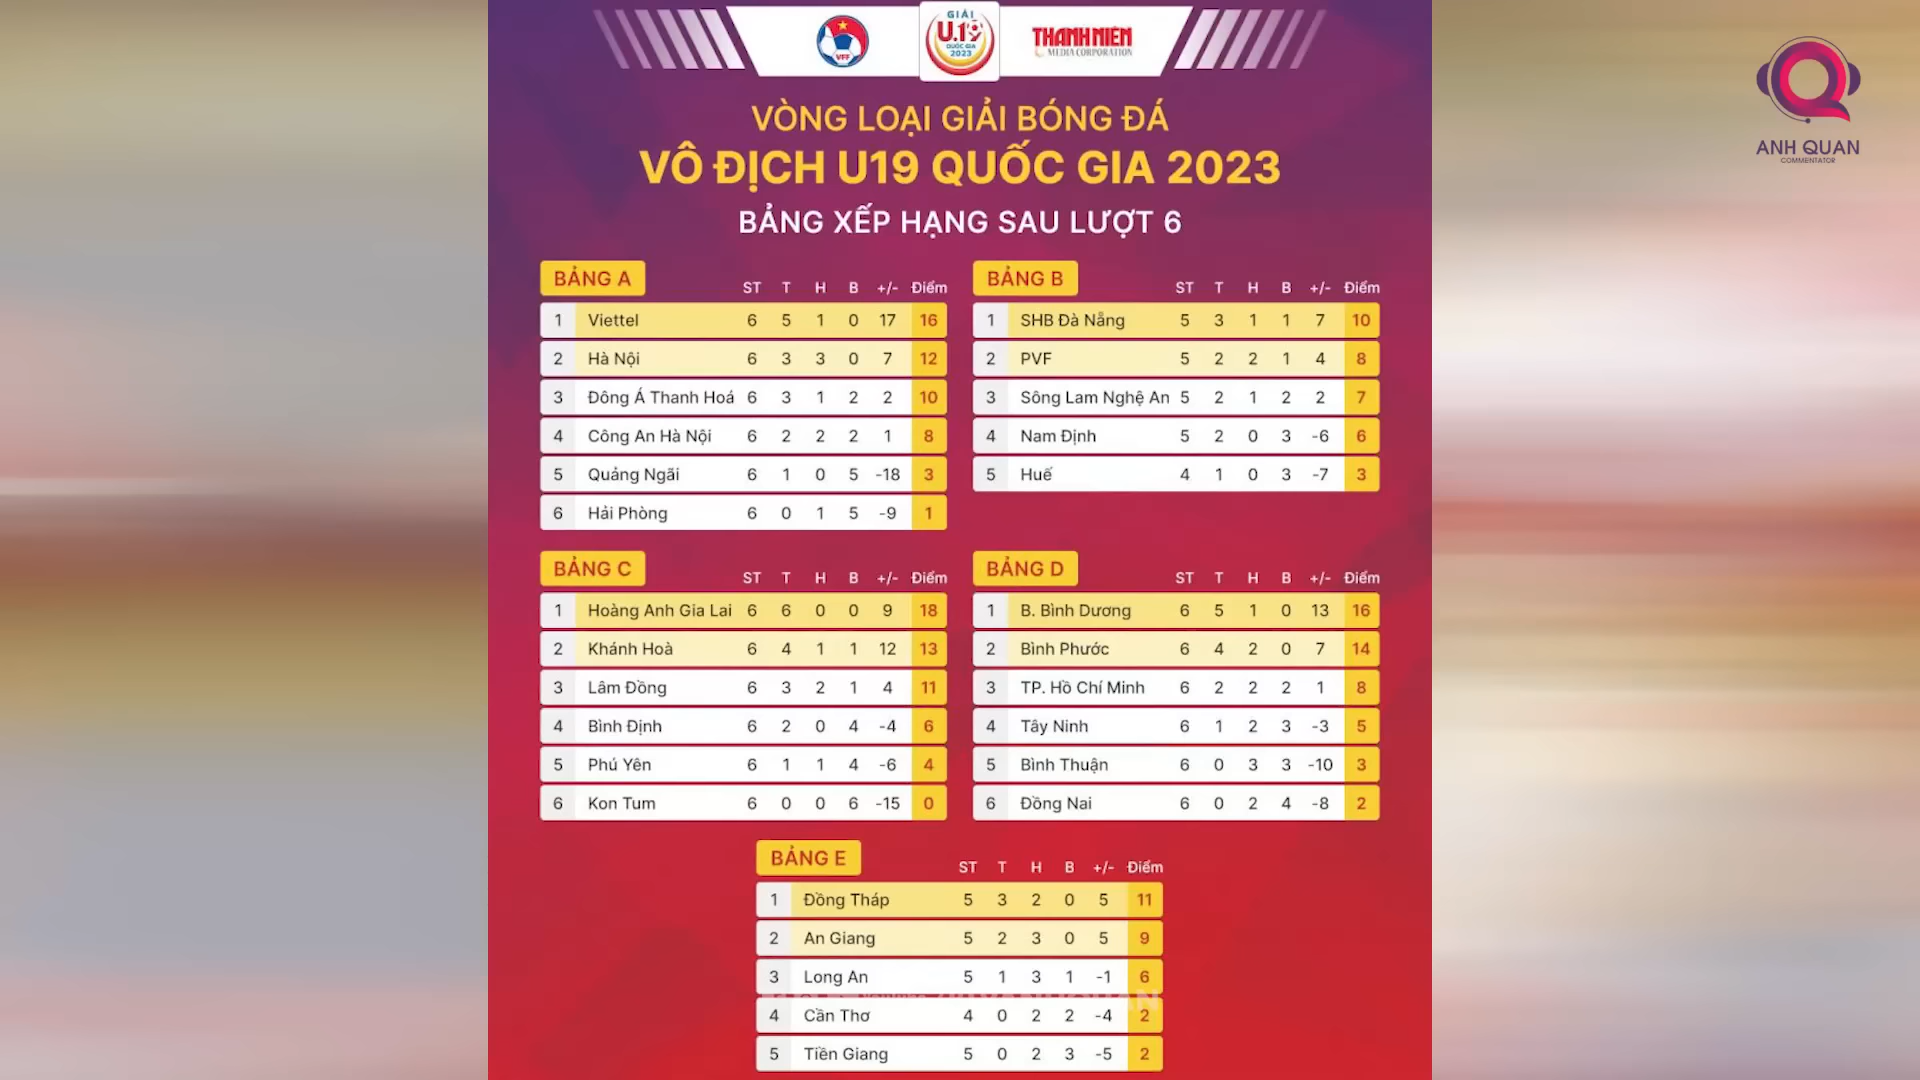 VFF
GIẢI
U.19
QUỐC GIA
2023
THANH NIÊN
MEDIA CORPORATION
ANH QUAN
COMMENTATOR
VÒNG LOẠI GIẢI BÓNG ĐÁ
VÔ ĐỊCH U19 QUỐC GIA 2023
BẢNG XẾP HẠNG SAU LƯỢT 6
BẢNG A ST T H B +/- Điểm
1 Viettel 6 5 1 0 17 16
2 Hà Nội 6 3 3 0 7 12
3 Đông Á Thanh Hoá 6 3 1 2 2 10
4 Công An Hà Nội 6 2 2 2 1 8
5 Quảng Ngãi 6 1 0 5 -18 3
6 Hải Phòng 6 0 1 5 -9 1
BẢNG B ST T H B +/- Điểm
1 SHB Đà Nẵng 5 3 1 1 7 10
2 PVF 5 2 2 1 4 8
3 Sông Lam Nghệ An 5 2 1 2 2 7
4 Nam Định 5 2 0 3 -6 6
5 Huế 4 1 0 3 -7 3
BẢNG C ST T H B +/- Điểm
1 Hoàng Anh Gia Lai 6 6 0 0 9 18
2 Khánh Hoà 6 4 1 1 12 13
3 Lâm Đồng 6 3 2 1 4 11
4 Bình Định 6 2 0 4 -4 6
5 Phú Yên 6 1 1 4 -6 4
6 Kon Tum 6 0 0 6 -15 0
BẢNG D ST T H B +/- Điểm
1 B. Bình Dương 6 5 1 0 13 16
2 Bình Phước 6 4 2 0 7 14
3 TP. Hồ Chí Minh 6 2 2 2 1 8
4 Tây Ninh 6 1 2 3 -3 5
5 Bình Thuận 6 0 3 3 -10 3
6 Đồng Nai 6 0 2 4 -8 2
BẢNG E ST T H B +/- Điểm
1 Đồng Tháp 5 3 2 0 5 11
2 An Giang 5 2 3 0 5 9
3 Long An 5 1 3 1 -1 6
4 Cần Thơ 4 0 2 2 -4 2
5 Tiền Giang 5 0 2 3 -5 2